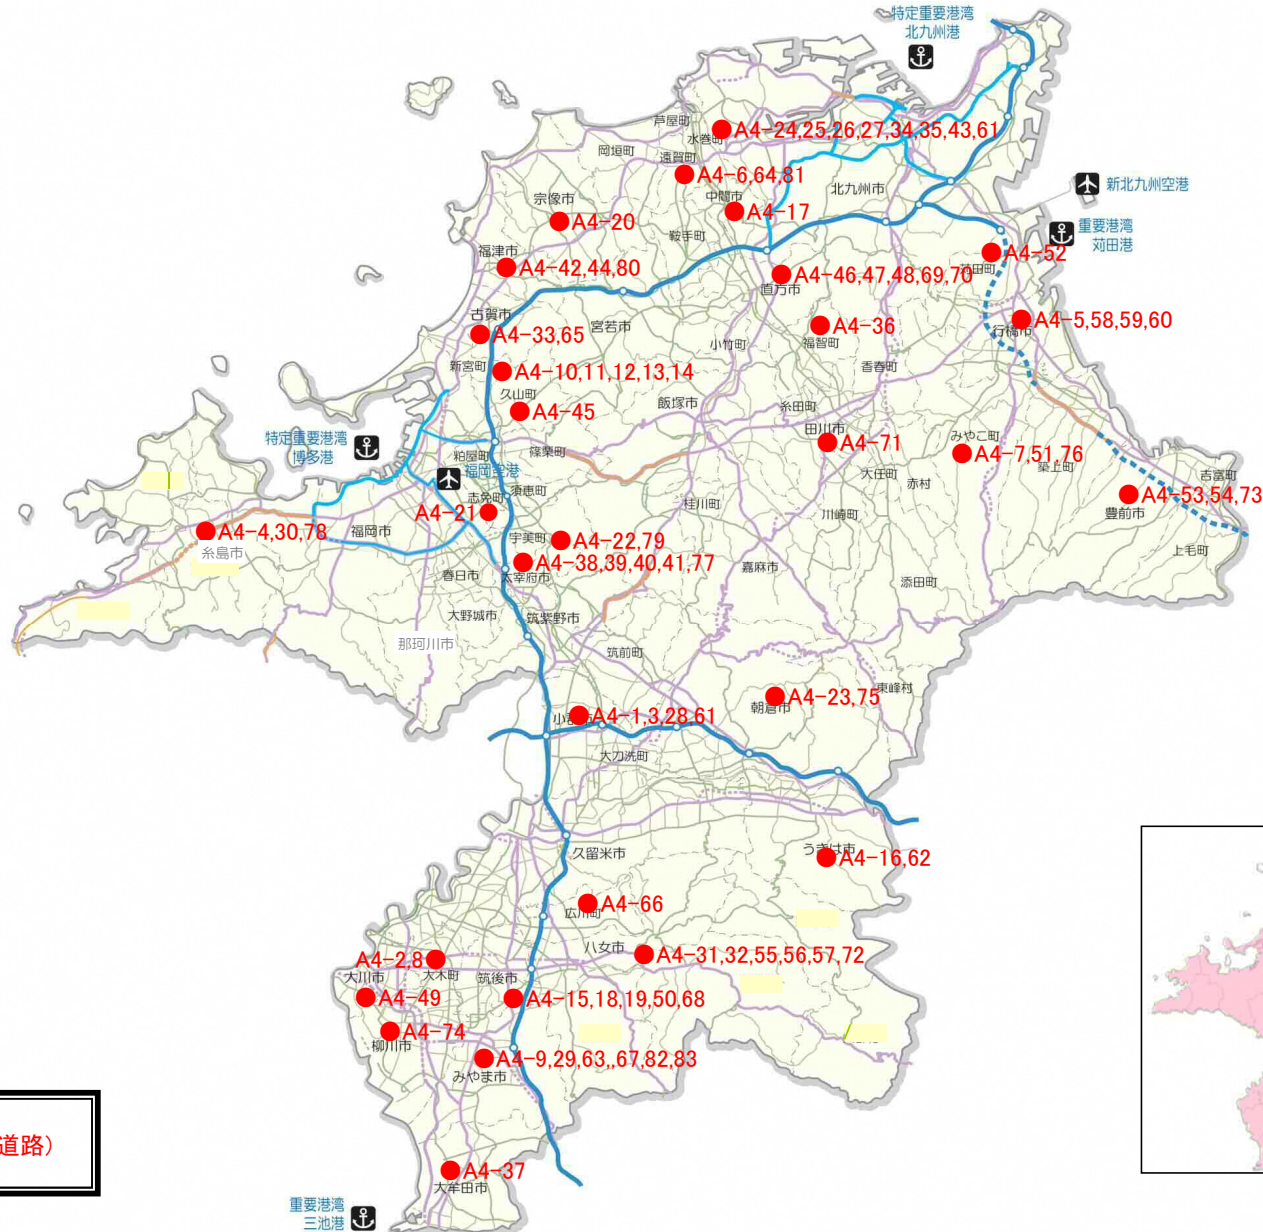 特定重要港湾
北九州港
芦屋町
水巻町
A4-24,25,26,27,34,35,43,61
岡垣町
遠賀町
A4-6,64,81
北九州市
新北九州空港
宗像市
中間市
A4-17
A4-20
鞍手町
重要港湾
苅田港
福津市
A4-52
苅田町
A4-42,44,80
A4-46,47,48,69,70
直方市
古賀市
宮若市
A4-36
A4-5,58,59,60
行橋市
A4-33,65
小竹町
福智町
新宮町
香春町
A4-10,11,12,13,14
久山町
A4-45
飯塚市
糸田町
特定重要港湾
博多港
田川市
A4-71
みやこ町
粕屋町
篠栗町
A4-7,51,76
築上町
福岡空港
大任町
赤村
吉富町
須恵町
志免町
桂川町
A4-53,54,73
A4-21
川崎町
豊前市
A4-4,30,78
福岡市
宇美町
A4-22,79
糸島市
上毛町
A4-38,39,40,41,77
嘉麻市
春日市
太宰府市
添田町
大野城市
筑紫野市
那珂川市
筑前町
東峰村
A4-23,75
朝倉市
小郡市
A4-1,3,28,61
大刀洗町
久留米市
うきは市
A4-16,62
A4-66
広川町
八女市
A4-31,32,55,56,57,72
A4-2,8
大川市
大木町
筑後市
A4-49
A4-15,18,19,50,68
A4-74
柳川市
A4-9,29,63,,67,82,83
みやま市
道路）
A4-37
大牟田市
重要港湾
三池港